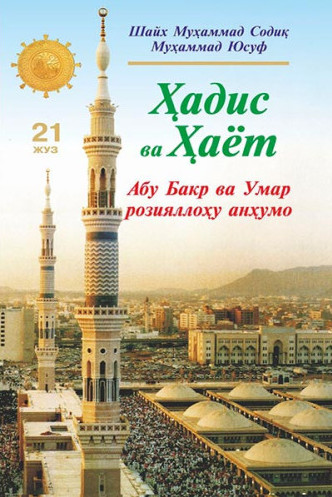 Шайх Муҳаммад Содиқ
Муҳаммад Юсуф
21
ЖУЗ
Ҳадис
ва Ҳаёт
Абу Бакр ва Умар
розияллоҳу анҳумо